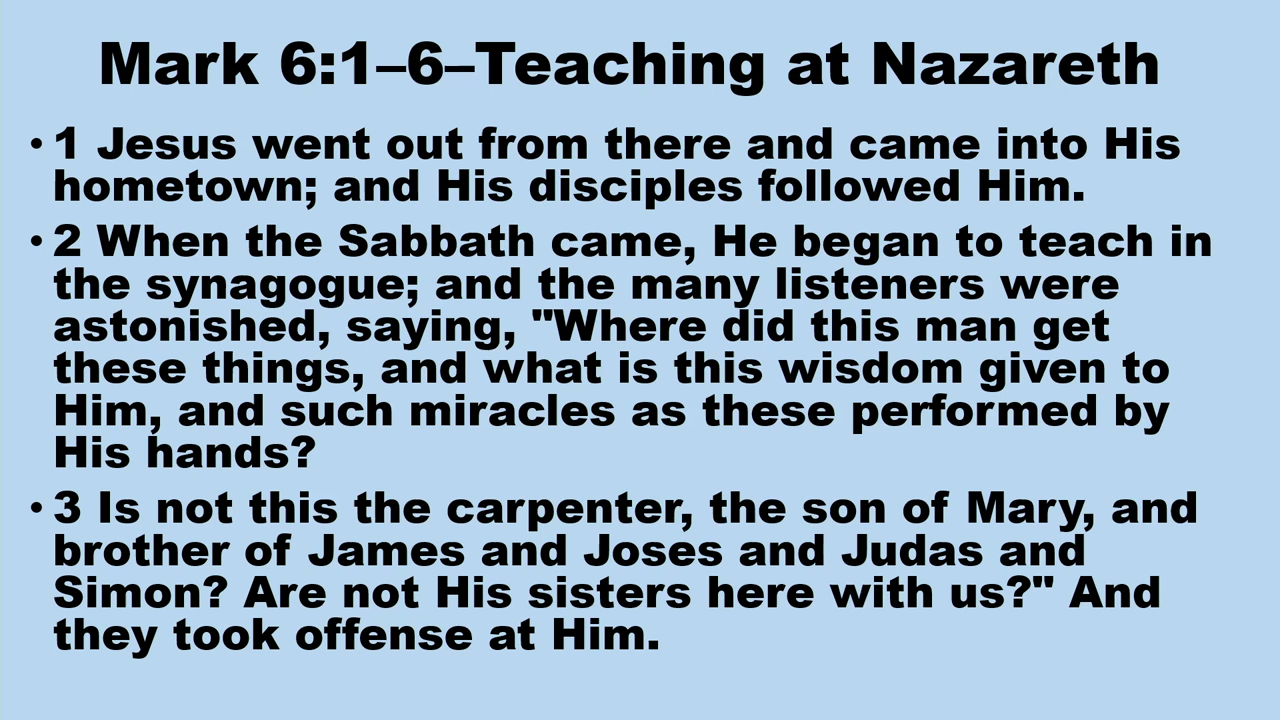 Mark 6:1–6–Teaching at Nazareth
• 1 Jesus went out from there and came into His
hometown; and His disciples followed Him.
• 2 When the Sabbath came, He began to teach in
the synagogue; and the many listeners were
astonished, saying, "Where did this man get
these things, and what is this wisdom given to
Him, and such miracles as these performed by
His hands?
• 3 Is not this the carpenter, the son of Mary, and
brother of James and Joses and Judas and
Simon? Are not His sisters here with us?" And
they took offense at Him.